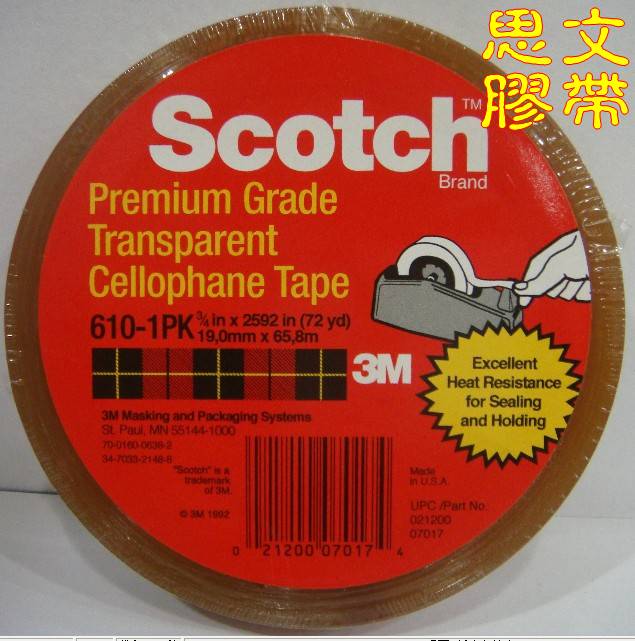 思文
膠帶
Scotch™
Brand
Premium Grade
Transparent
Cellophane Tape
610-1PK ¾ in x 2592 in (72 yd)
19,0mm x 65,8m
3M
Excellent
Heat Resistance
for Sealing
and Holding
3M Masking and Packaging Systems
St. Paul, MN 55144-1000
70-0160-0638-2
34-7033-2148-8
"Scotch" is a
trademark
of 3M.
© 3M 1992
Made
in U.S.A.
UPC /Part No.
021200
07017
0 21200 07017 4